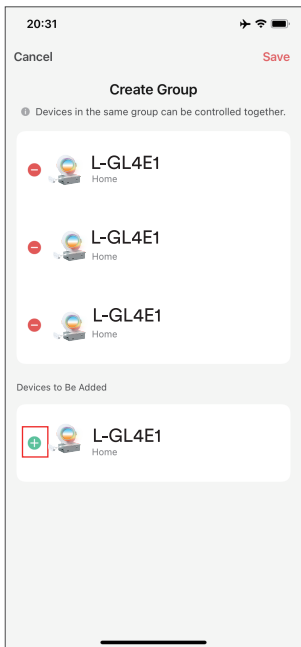 20:31
Cancel
Save
Create Group
Devices in the same group can be controlled together.
L-GL4E1
Home
L-GL4E1
Home
L-GL4E1
Home
Devices to Be Added
L-GL4E1
Home